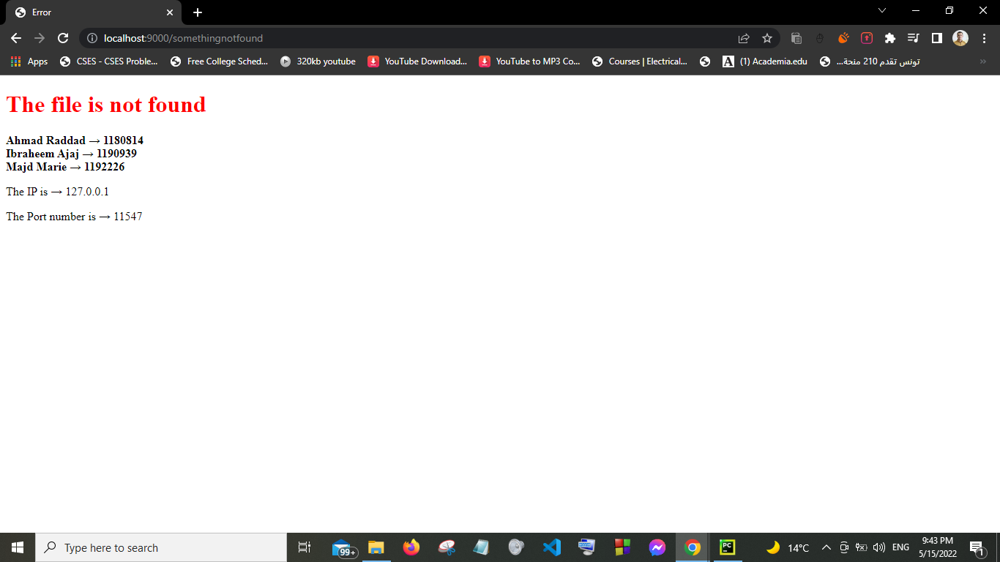 Error
localhost:9000/somethingnotfound
Apps
CSES - CSES Proble...
Free College Sched...
320kb youtube
YouTube Download...
YouTube to MP3 Co...
Courses | Electrical...
(1) Academia.edu
تونس تقدم 210 منحة...
The file is not found
Ahmad Raddad → 1180814
Ibraheem Ajaj → 1190939
Majd Marie → 1192226
The IP is → 127.0.0.1
The Port number is → 11547
Type here to search
99+
PC
14°C
ENG
9:43 PM
5/15/2022
1